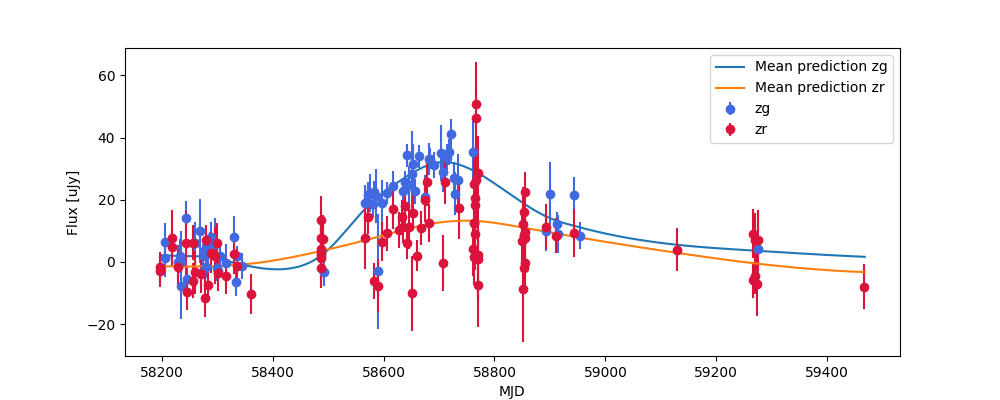 Mean prediction zg
Mean prediction zr
zg
zr
60
40
20
0
−20
Flux [uJy]
58200 58400 58600 58800 59000 59200 59400
MJD